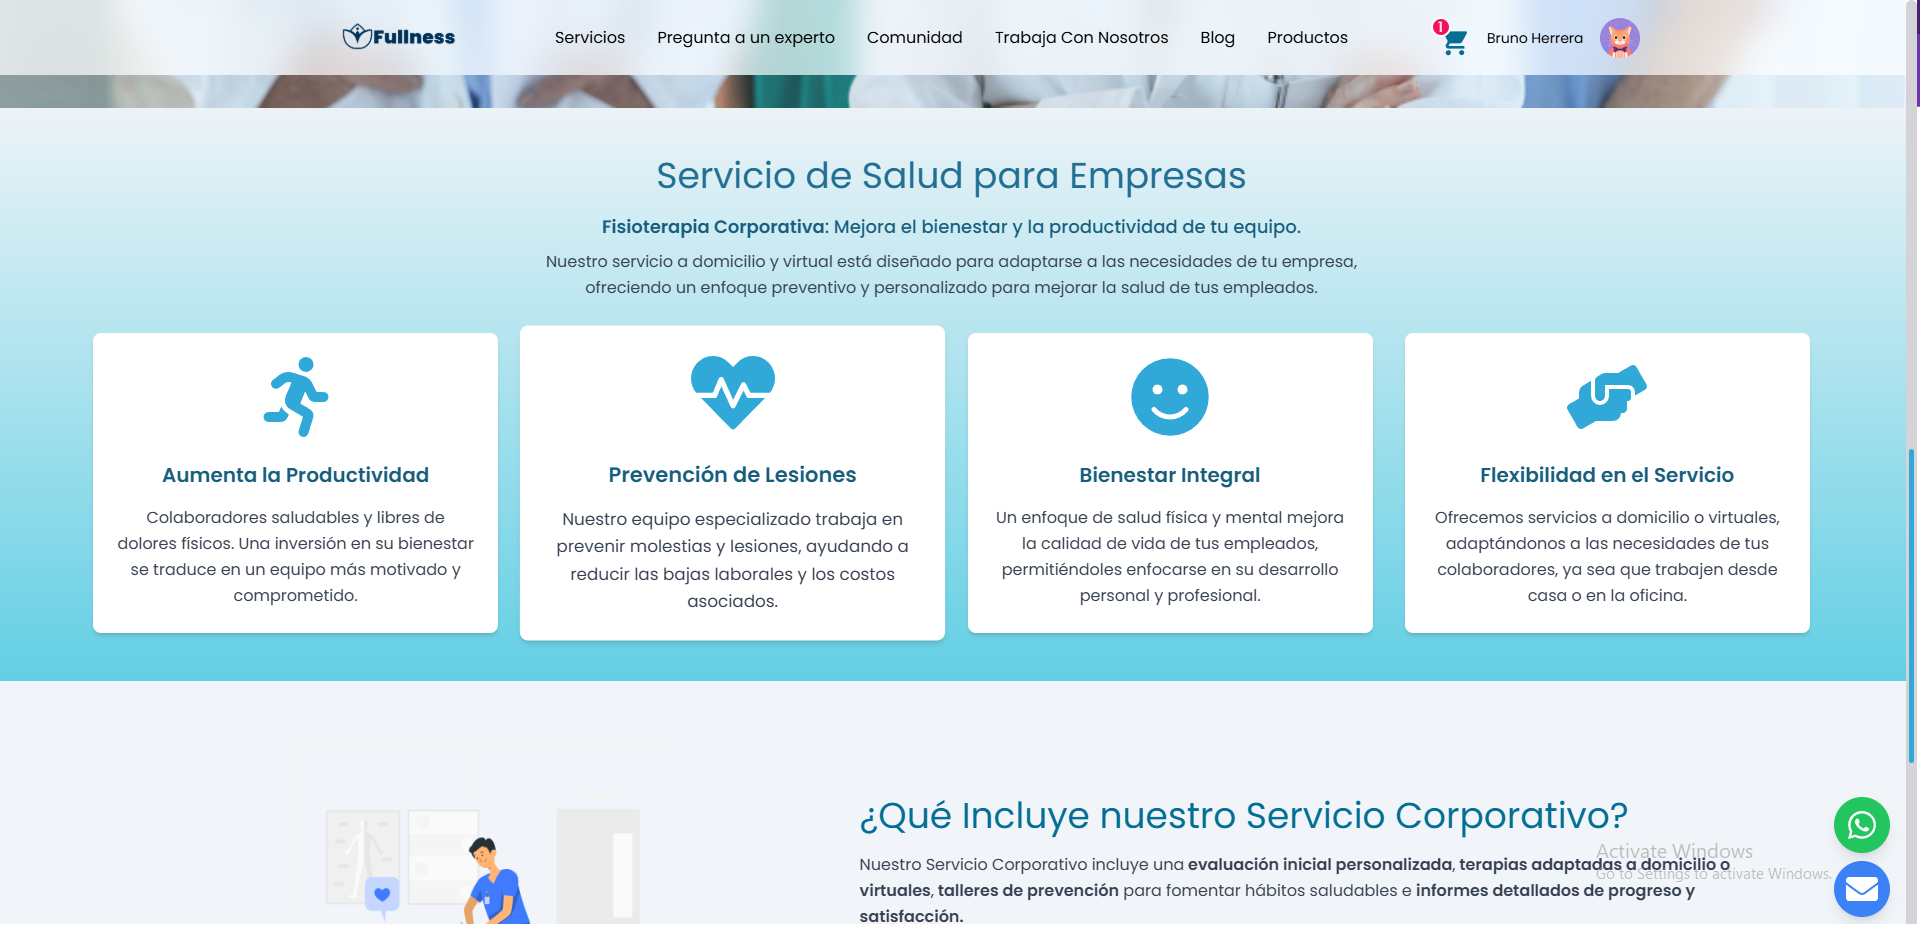 Fullness
Servicios
Pregunta a un experto
Comunidad
Trabaja Con Nosotros
Blog
Productos
1
Bruno Herrera
Servicio de Salud para Empresas
Fisioterapia Corporativa: Mejora el bienestar y la productividad de tu equipo.
Nuestro servicio a domicilio y virtual está diseñado para adaptarse a las necesidades de tu empresa,
ofreciendo un enfoque preventivo y personalizado para mejorar la salud de tus empleados.
Aumenta la Productividad
Colaboradores saludables y libres de
dolores físicos. Una inversión en su bienestar
se traduce en un equipo más motivado y
comprometido.
Prevención de Lesiones
Nuestro equipo especializado trabaja en
prevenir molestias y lesiones, ayudando a
reducir las bajas laborales y los costos
asociados.
Bienestar Integral
Un enfoque de salud física y mental mejora
la calidad de vida de tus empleados,
permitiéndoles enfocarse en su desarrollo
personal y profesional.
Flexibilidad en el Servicio
Ofrecemos servicios a domicilio o virtuales,
adaptándonos a las necesidades de tus
colaboradores, ya sea que trabajen desde
casa o en la oficina.
¿Qué Incluye nuestro Servicio Corporativo?
Nuestro Servicio Corporativo incluye una evaluación inicial personalizada, terapias adaptadas a domicilio o
virtuales, talleres de prevención para fomentar hábitos saludables e informes detallados de progreso y
satisfacción.
Activate Windows
Go to Settings to activate Windows.